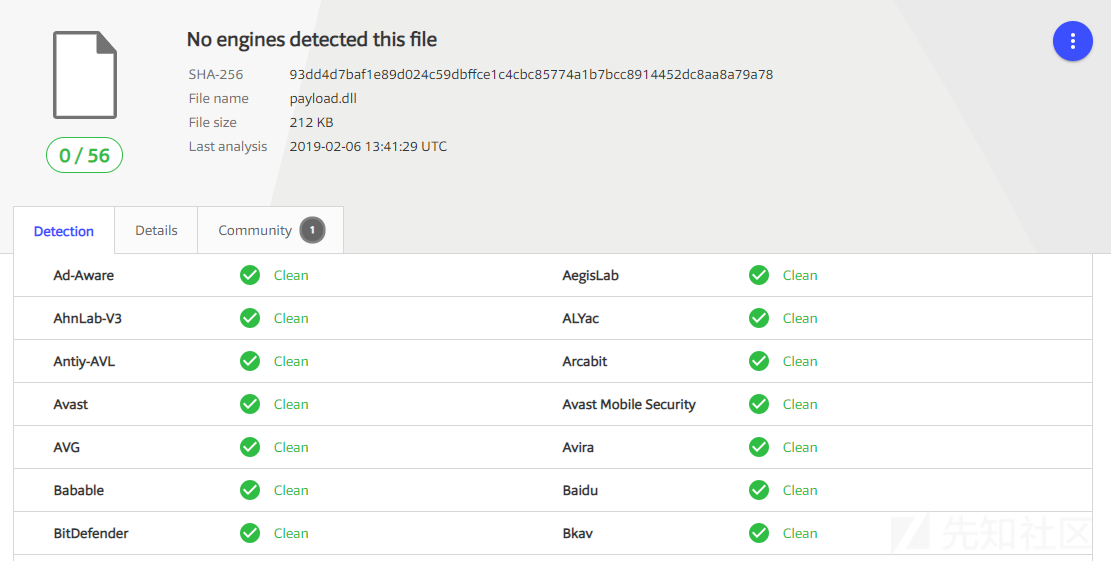 No engines detected this file
SHA-256 93dd4d7baf1e89d024c59dbffce1c4cbc85774a1b7bcc8914452dc8aa8a79a78
File name payload.dll
File size 212 KB
Last analysis 2019-02-06 13:41:29 UTC
0 / 56
Detection Details Community 1
Ad-Aware Clean AegisLab Clean
AhnLab-V3 Clean ALYac Clean
Antiy-AVL Clean Arcabit Clean
Avast Clean Avast Mobile Security Clean
AVG Clean Avira Clean
Babable Clean Baidu Clean
BitDefender Clean Bkav Clean
先知社区